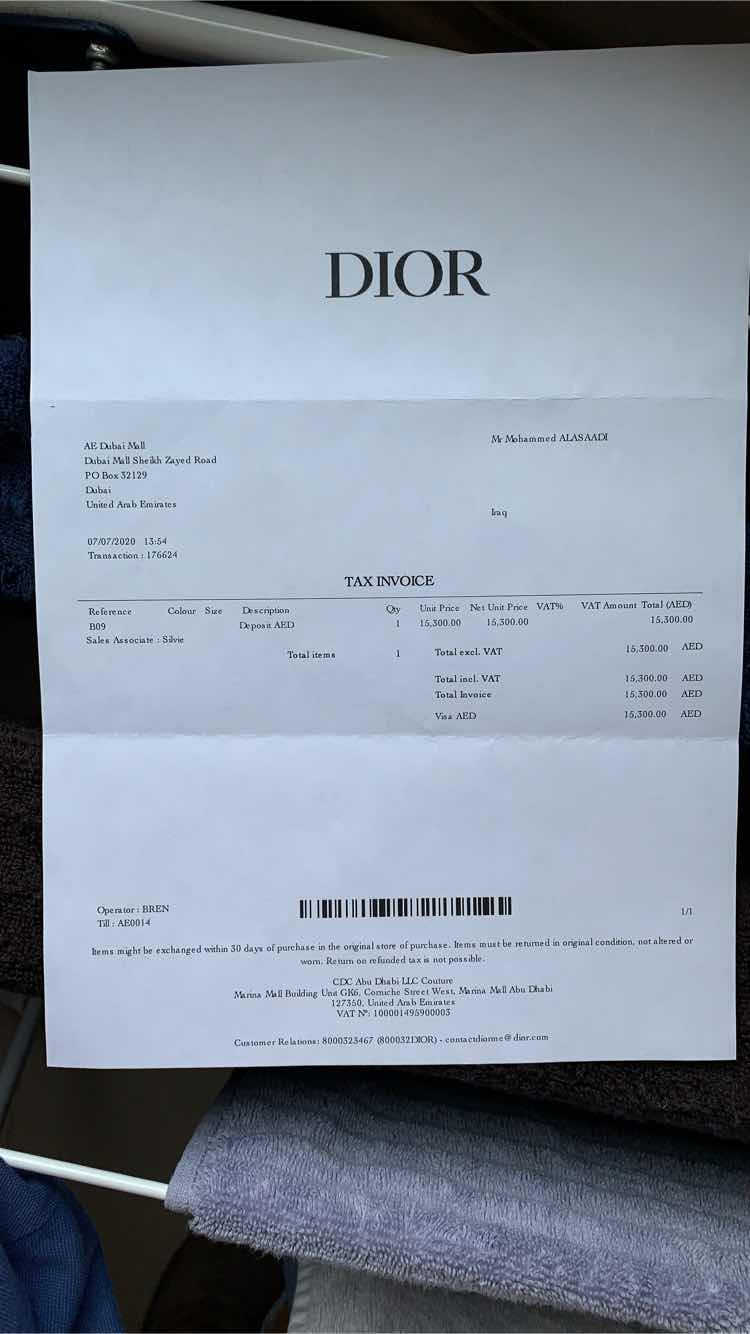 DIOR
AE Dubai Mall
Dubai Mall Sheikh Zayed Road
PO Box 32129
Dubai
United Arab Emirates
Mr Mohammed ALASAADI
Iraq
07/07/2020 13:54
Transaction : 176624
TAX INVOICE
Reference Colour Size Description Qty Unit Price Net Unit Price VAT% VAT Amount Total (AED)
B09 Deposit AED 1 15,300.00 15,300.00 15,300.00
Sales Associate : Silvie
Total items 1 Total excl. VAT 15,300.00 AED
Total incl. VAT 15,300.00 AED
Total Invoice 15,300.00 AED
Visa AED 15,300.00 AED
Operator : BREN
Till : AE0014
1/1
Items might be exchanged within 30 days of purchase in the original store of purchase. Items must be returned in original condition, not altered or
worn. Return on refunded tax is not possible.
CDC Abu Dhabi LLC Couture
Marina Mall Building Unit GK6, Corniche Street West, Marina Mall Abu Dhabi
127350, United Arab Emirates
VAT Nº: 100001495900003
Customer Relations: 8000323467 (800032DIOR) - contactdiorme@dior.com